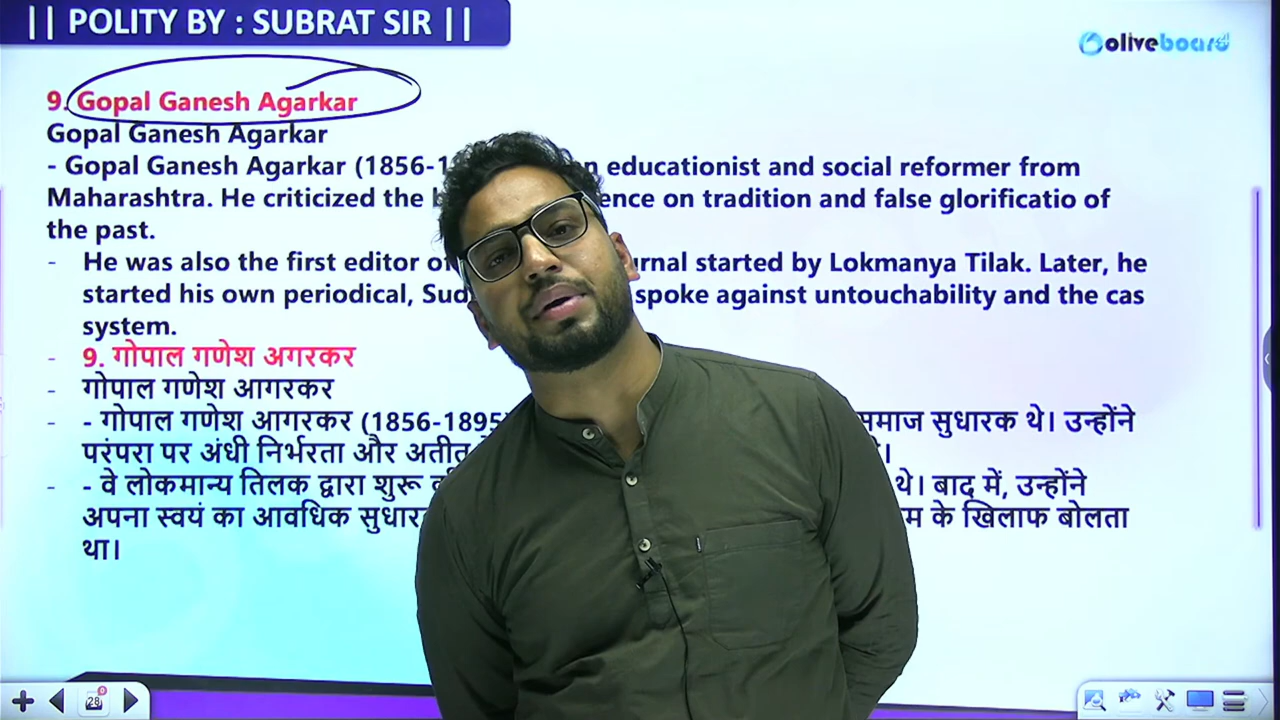 || POLITY BY : SUBRAT SIR ||
oliveboard
9. Gopal Ganesh Agarkar
Gopal Ganesh Agarkar
- Gopal Ganesh Agarkar (1856-1 educationist and social reformer from
Maharashtra. He criticized the on tradition and false glorificatio of
the past.
- He was also the first editor of started by Lokmanya Tilak. Later, he
started his own periodical, spoke against untouchability and the cas
system.
- 9. गोपाल गणेश अगरकर
- गोपाल गणेश आगरकर
- - गोपाल गणेश आगरकर (1856-1895 समाज सुधारक थे। उन्होंने
परंपरा पर अंधी निर्भरता और अतीत
- - वे लोकमान्य तिलक द्वारा शुरू थे। बाद में, उन्होंने
अपना स्वयं का आवधिक के खिलाफ बोलता
था।
28
0